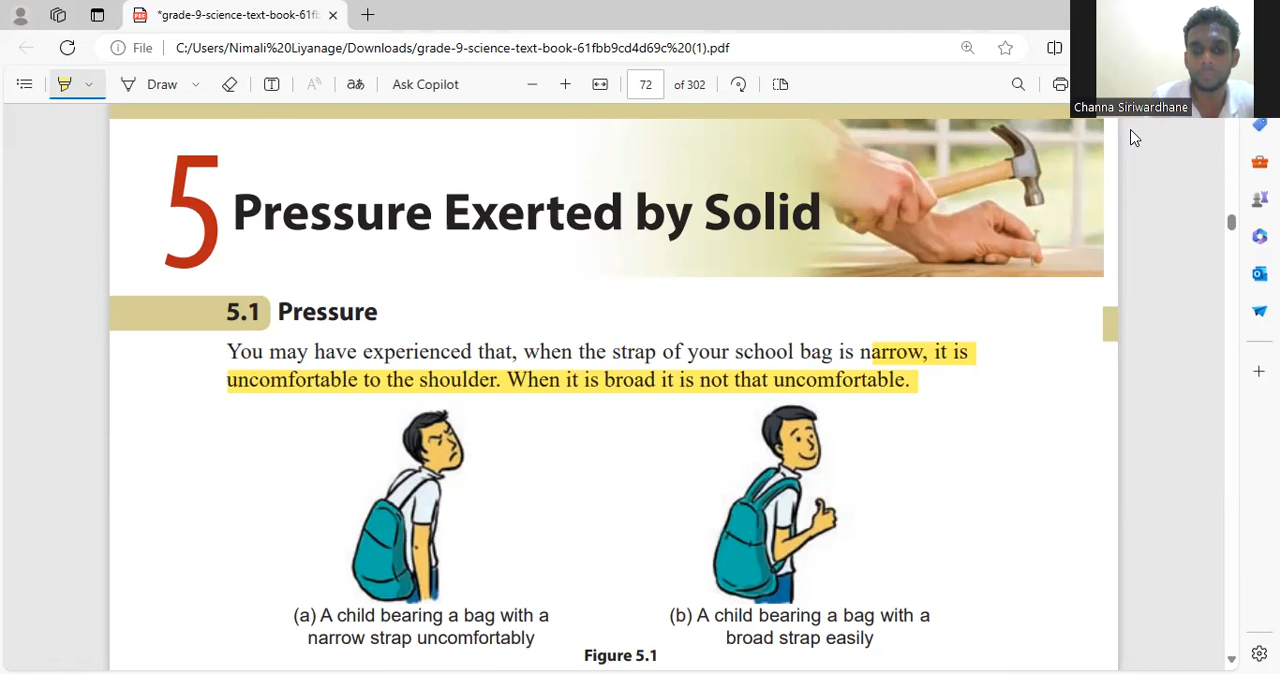 *grade-9-science-text-book-61fb
File
C:/Users/Nimali%20Liyanage/Downloads/grade-9-science-text-book-61fbb9cd4d69c%20(1).pdf
Draw
Ask Copilot
72 of 302
Channa Siriwardhane
5 Pressure Exerted by Solid
5.1 Pressure
You may have experienced that, when the strap of your school bag is narrow, it is
uncomfortable to the shoulder. When it is broad it is not that uncomfortable.
(a) A child bearing a bag with a
narrow strap uncomfortably
(b) A child bearing a bag with a
broad strap easily
Figure 5.1